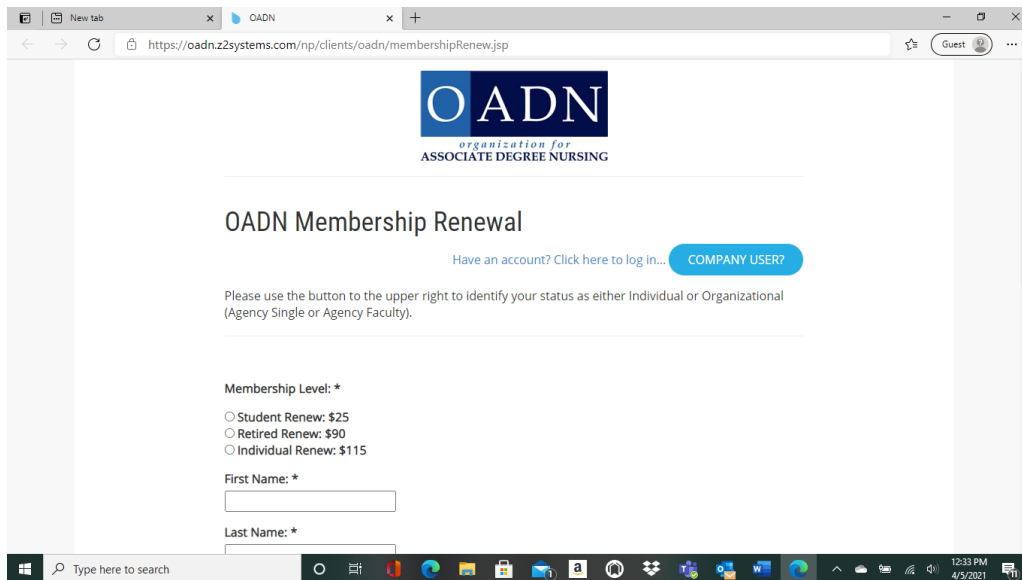 New tab
OADN
https://oadn.z2systems.com/np/clients/oadn/membershipRenew.jsp
Guest
OADN
organization for
ASSOCIATE DEGREE NURSING
OADN Membership Renewal
Have an account? Click here to log in... COMPANY USER?
Please use the button to the upper right to identify your status as either Individual or Organizational
(Agency Single or Agency Faculty).
Membership Level: *
Student Renew: $25
Retired Renew: $90
Individual Renew: $115
First Name: *
Last Name: *
Type here to search
12:33 PM
4/5/2021